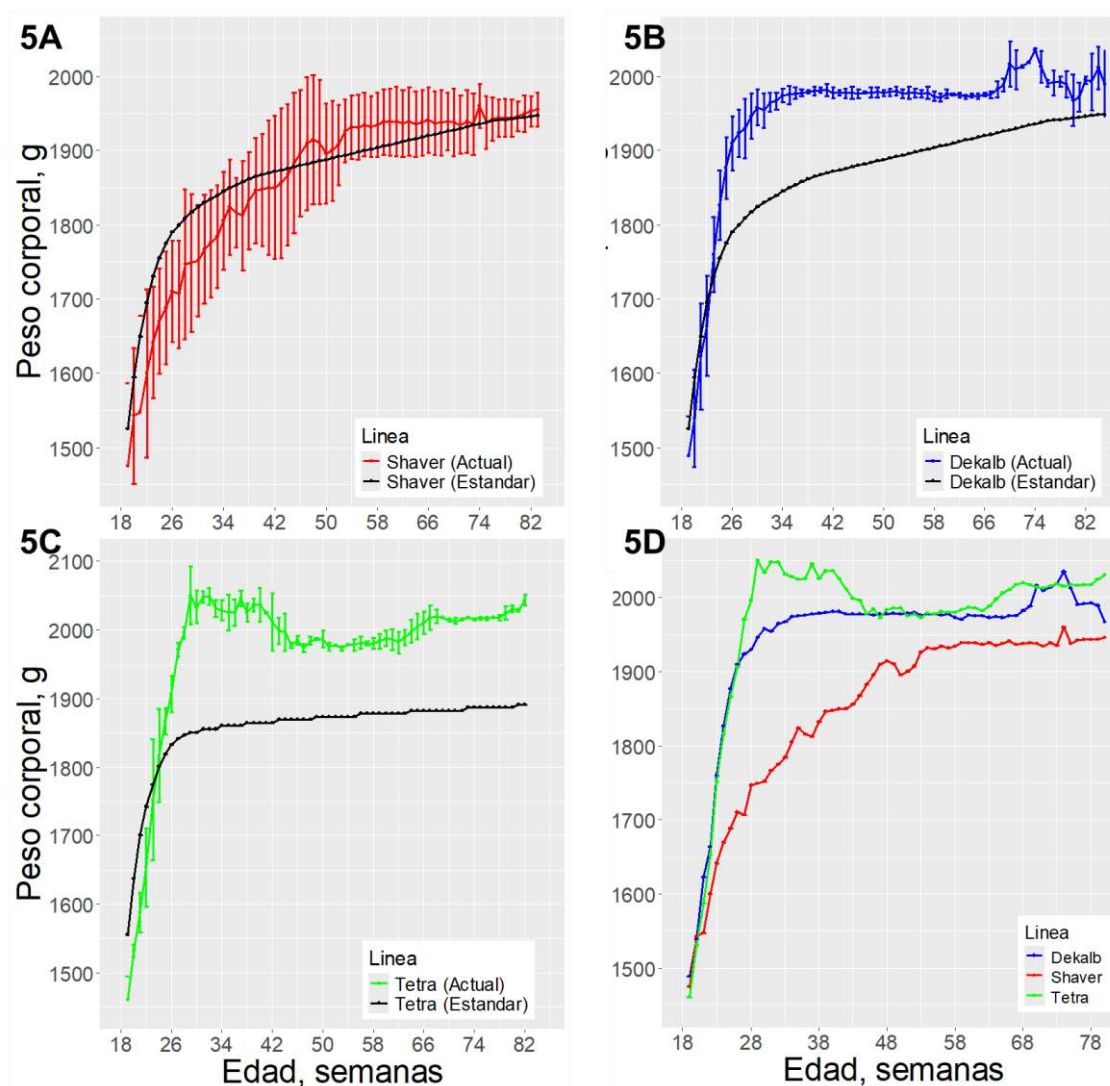 5A
Peso corporal, g
2000
1900
1800
1700
1600
1500
Linea
Shaver (Actual)
Shaver (Estandar)
18 26 34 42 50 58 66 74 82
5B
2000
1900
1800
1700
1600
1500
Linea
Dekalb (Actual)
Dekalb (Estandar)
18 26 34 42 50 58 66 74 82
5C
Peso corporal, g
2100
2000
1900
1800
1700
1600
1500
Linea
Tetra (Actual)
Tetra (Estandar)
18 26 34 42 50 58 66 74 82
Edad, semanas
5D
2000
1900
1800
1700
1600
1500
Linea
Dekalb
Shaver
Tetra
18 28 38 48 58 68 78
Edad, semanas